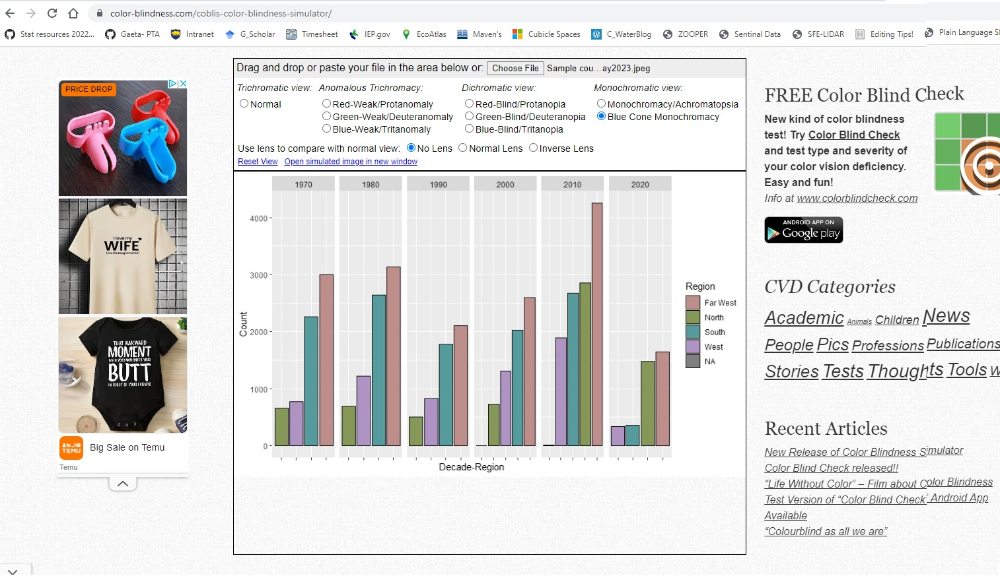 color-blindness.com/coblis-color-blindness-simulator/
Stat resources 2022... Gaeta- PTA Intranet G_Scholar Timesheet IEP.gov EcoAtlas Maven's Cubicle Spaces C_WaterBlog ZOOPER Sentinal Data SFE-LIDAR Editing Tips! Plain Language
PRICE DROP
I love my
WIFE
(yes she bought me this)
THAT AWKWARD
MOMENT
BUTT
IN FRONT OF YOUR FRIENDS
TEMU
Big Sale on Temu
Temu
Drag and drop or paste your file in the area below or: Choose File Sample cou...ay2023.jpeg
Trichromatic view: Anomalous Trichromacy: Dichromatic view: Monochromatic view:
Normal Red-Weak/Protanomaly Red-Blind/Protanopia Monochromacy/Achromatopsia
Green-Weak/Deuteranomaly Green-Blind/Deuteranopia Blue Cone Monochromacy
Blue-Weak/Tritanomaly Blue-Blind/Tritanopia
Use lens to compare with normal view: No Lens Normal Lens Inverse Lens
Reset View Open simulated image in new window
1970 1980 1990 2000 2010 2020
4000
3000
2000
1000
0
Count
Decade-Region
Region
Far West
North
South
West
NA
FREE Color Blind Check
New kind of color blindness
test! Try Color Blind Check
and test type and severity of
your color vision deficiency.
Easy and fun!
Info at www.colorblindcheck.com
ANDROID APP ON
Google play
CVD Categories
Academic Animals Children News
People Pics Professions Publications
Stories Tests Thoughts Tools
Recent Articles
New Release of Color Blindness Simulator
Color Blind Check released!!
“Life Without Color” – Film about Color Blindness
Test Version of “Color Blind Check” Android App
Available
“Colourblind as all we are”